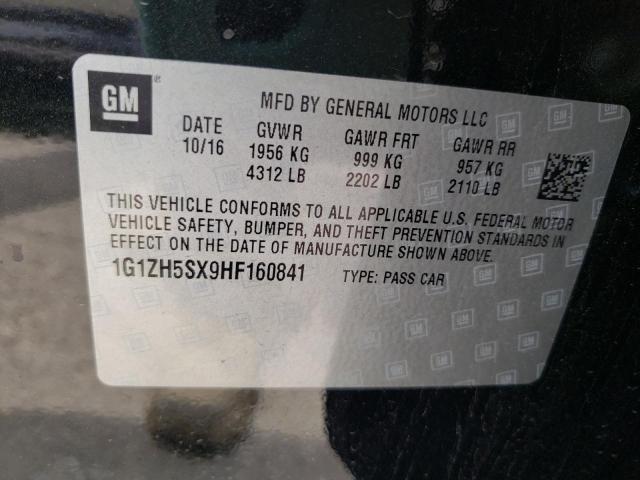 GM
®
MFD BY GENERAL MOTORS LLC
DATE GVWR GAWR FRT GAWR RR
10/16 1956 KG 999 KG 957 KG
4312 LB 2202 LB 2110 LB
THIS VEHICLE CONFORMS TO ALL APPLICABLE U.S. FEDERAL MOTOR
VEHICLE SAFETY, BUMPER, AND THEFT PREVENTION STANDARDS IN
EFFECT ON THE DATE OF MANUFACTURE SHOWN ABOVE.
1G1ZH5SX9HF160841 TYPE: PASS CAR